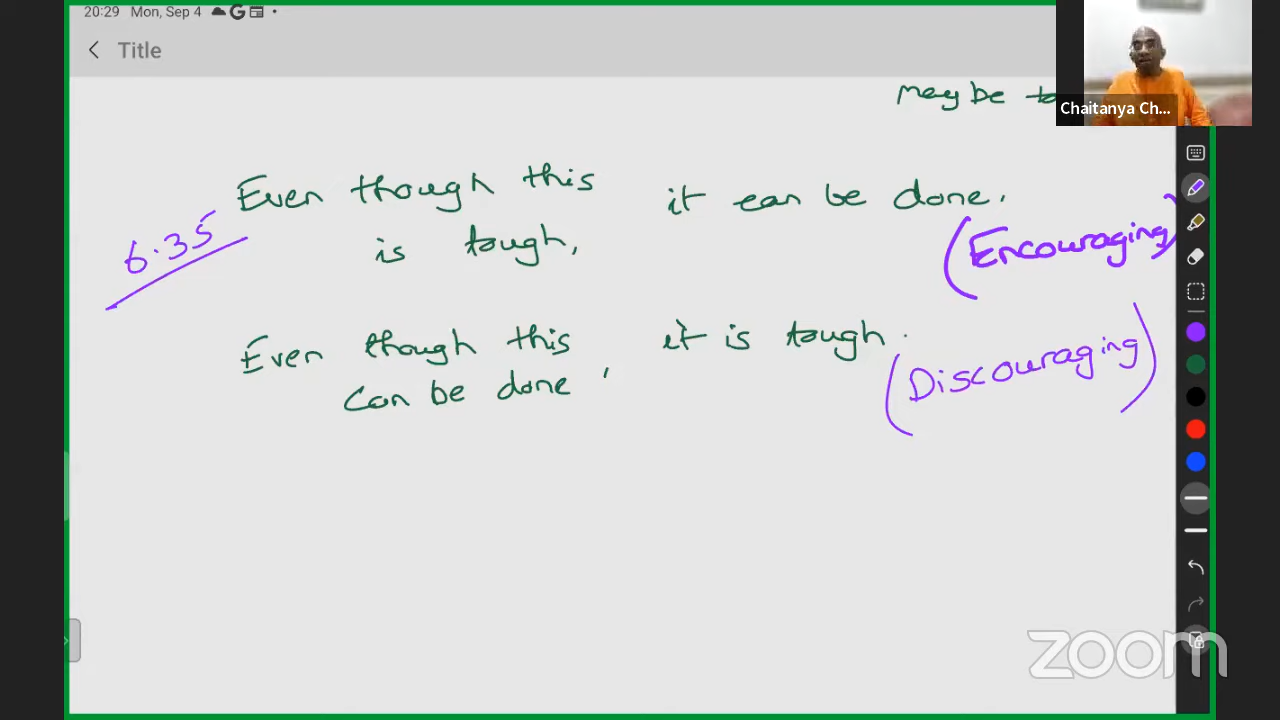 20:29 Mon, Sep 4
Title
may be
Chaitanya Ch...
Even though this it can be done.
is tough,
6.35
(Encouraging)
Even though this it is tough.
can be done,
(Discouraging)
zoom